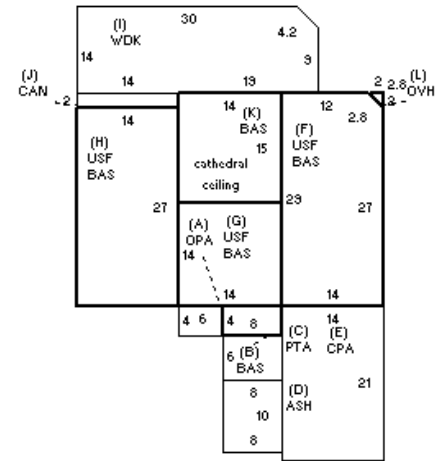 30
(I)
WDK
4.2
14
9
(J)
CAN
2
14
19
2
2.8
(L)
OVH
2
14
14
(K)
BAS
15
12
2.8
(F)
USF
BAS
(H)
USF
BAS
cathedral
ceiling
27
29
27
(A)
OPA
14
(G)
USF
BAS
14
14
4 6
4
8
14
(C)
PTA
(E)
CPA
6
(B)
BAS
21
8
(D)
ASH
10
8